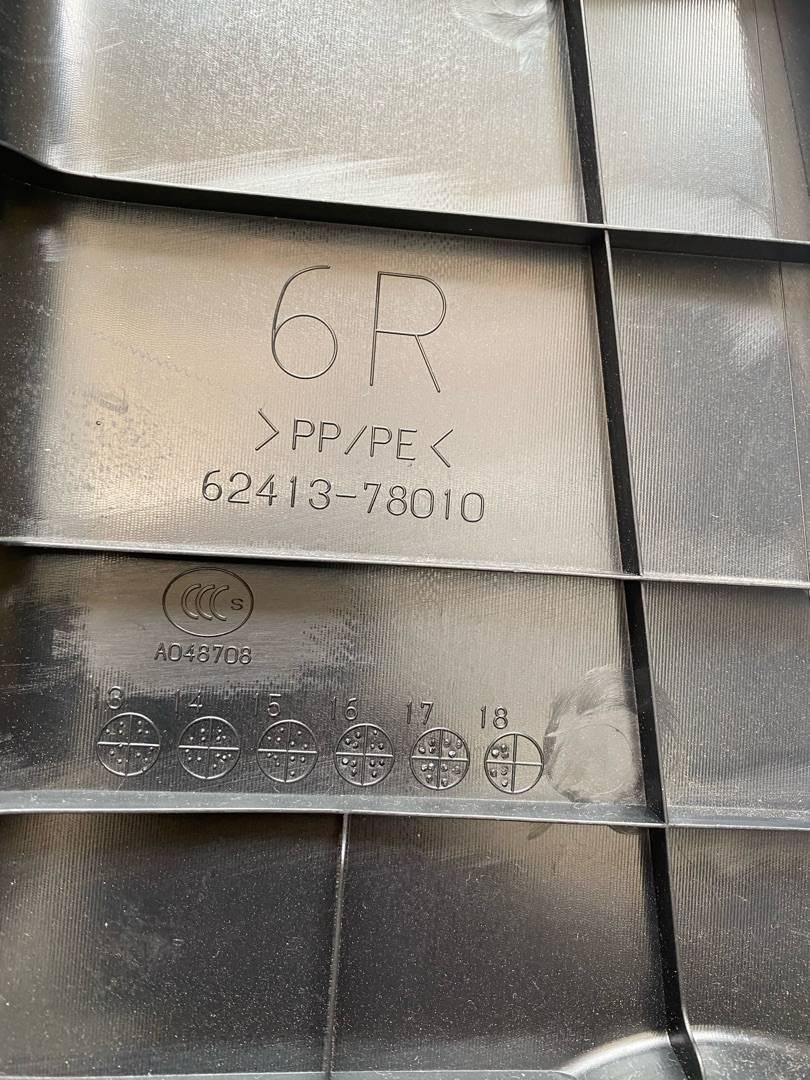 6R
>PP/PE<
62413-78010
CCC S
A048708
13 14 15 16 17 18